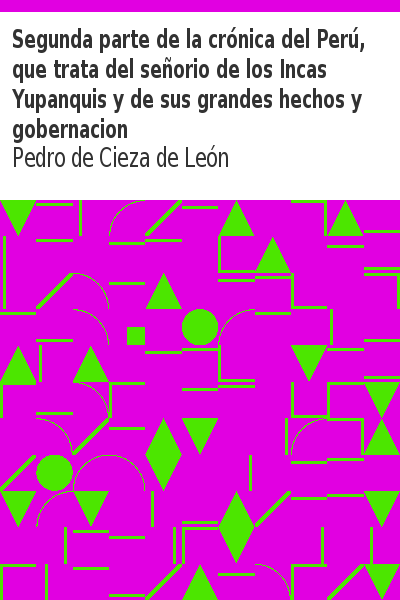 Segunda parte de la crónica del Perú,
que trata del señorio de los Incas
Yupanquis y de sus grandes hechos y
gobernacion
Pedro de Cieza de León